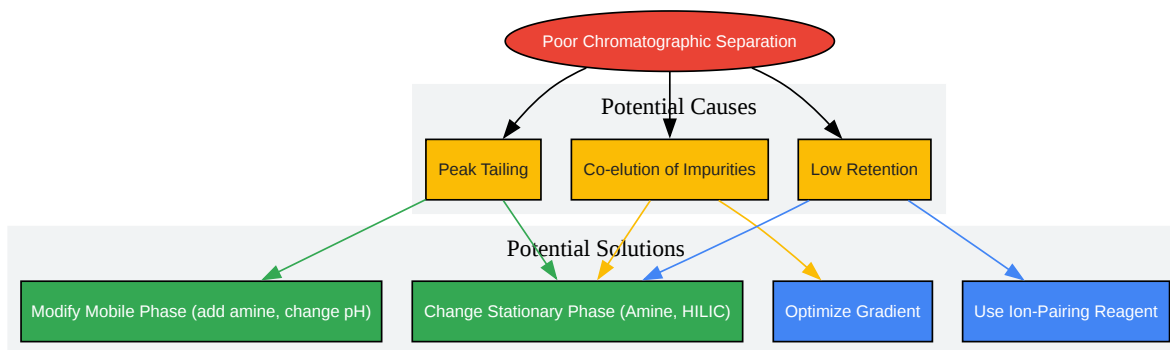 Poor Chromatographic Separation
Potential Causes
Peak Tailing
Co-elution of Impurities
Low Retention
Potential Solutions
Modify Mobile Phase (add amine, change pH)
Change Stationary Phase (Amine, HILIC)
Optimize Gradient
Use Ion-Pairing Reagent